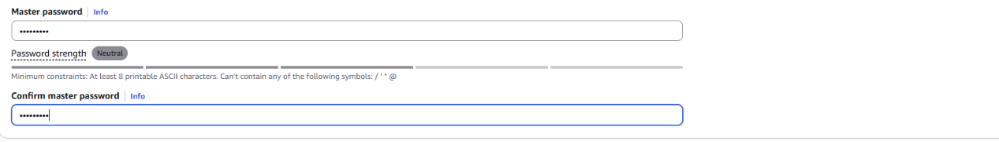 Master password | Info
•••••••••
Password strength Neutral
Minimum constraints: At least 8 printable ASCII characters. Can't contain any of the following symbols: / ' " @
Confirm master password | Info
•••••••••